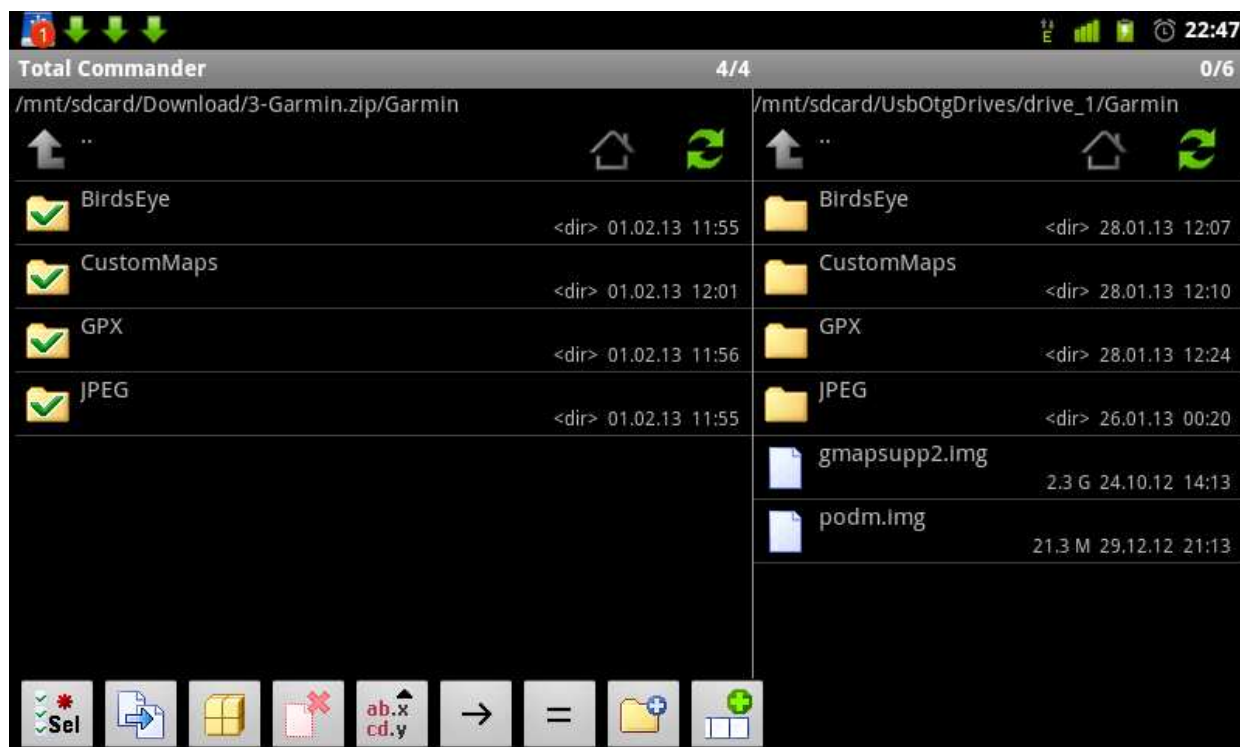 1
E
22:47
Total Commander 4/4 0/6
/mnt/sdcard/Download/3-Garmin.zip/Garmin
..
BirdsEye
<dir> 01.02.13 11:55
CustomMaps
<dir> 01.02.13 12:01
GPX
<dir> 01.02.13 11:56
JPEG
<dir> 01.02.13 11:55
/mnt/sdcard/UsbOtgDrives/drive_1/Garmin
..
BirdsEye
<dir> 28.01.13 12:07
CustomMaps
<dir> 28.01.13 12:10
GPX
<dir> 28.01.13 12:24
JPEG
<dir> 26.01.13 00:20
gmapsupp2.img
2.3 G 24.10.12 14:13
podm.img
21.3 M 29.12.12 21:13
Sel
ab.x
cd.y
→
=